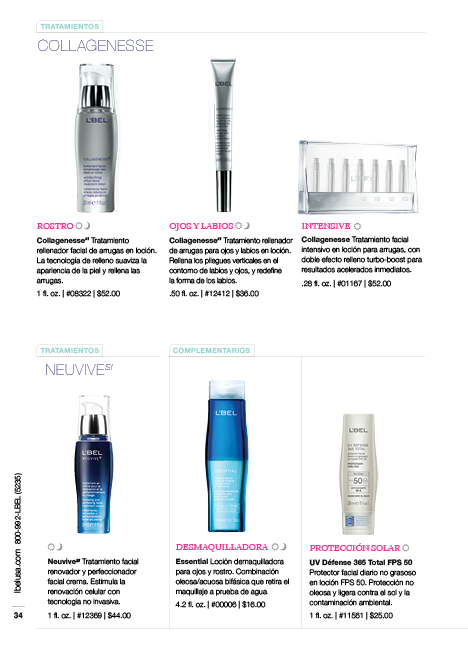 TRATAMIENTOS
COLLAGENESSE
L'BEL
L'BEL
L'BEL
ROSTRO
Collagenesse Tratamiento
rellenador facial de arrugas en loción.
La tecnología de relleno suaviza la
apariencia de la piel y rellena las
arrugas.
1 fl. oz. | #08322 | $52.00
OJOS Y LABIOS
Collagenesse Tratamiento rellenador
de arrugas para ojos y labios en loción.
Rellena los pliegues verticales en el
contorno de labios y ojos, y redefine
la forma de los labios.
.50 fl. oz. | #12412 | $36.00
INTENSIVE
Collagenesse Tratamiento facial
intensivo en loción para arrugas, con
doble efecto relleno turbo-boost para
resultados acelerados inmediatos.
.28 fl. oz. | #01167 | $52.00
TRATAMIENTOS
NEUVIVE
L'BEL
NEUVIVE
Neuvive Tratamiento facial
renovador y perfeccionador
facial crema. Estimula la
renovación celular con
tecnología no invasiva.
1 fl. oz. | #12369 | $44.00
COMPLEMENTARIOS
L'BEL
ESSENTIAL
DESMAQUILLADORA
Essential Loción demaquilladora
para ojos y rostro. Combinación
oleosa/acuosa bifásica que retira el
maquillaje a prueba de agua.
4.2 fl. oz. | #00006 | $16.00
L'BEL
UV DÉFENSE
365 TOTAL
50
PROTECCIÓN SOLAR
UV Défense 365 Total FPS 50
Protector facial diario no grasoso
en loción FPS 50. Protección no
oleosa y ligera contra el sol y la
contaminación ambiental.
1 fl. oz. | #11561 | $25.00
lbelusa.com 800-992-LBEL (5235)
34